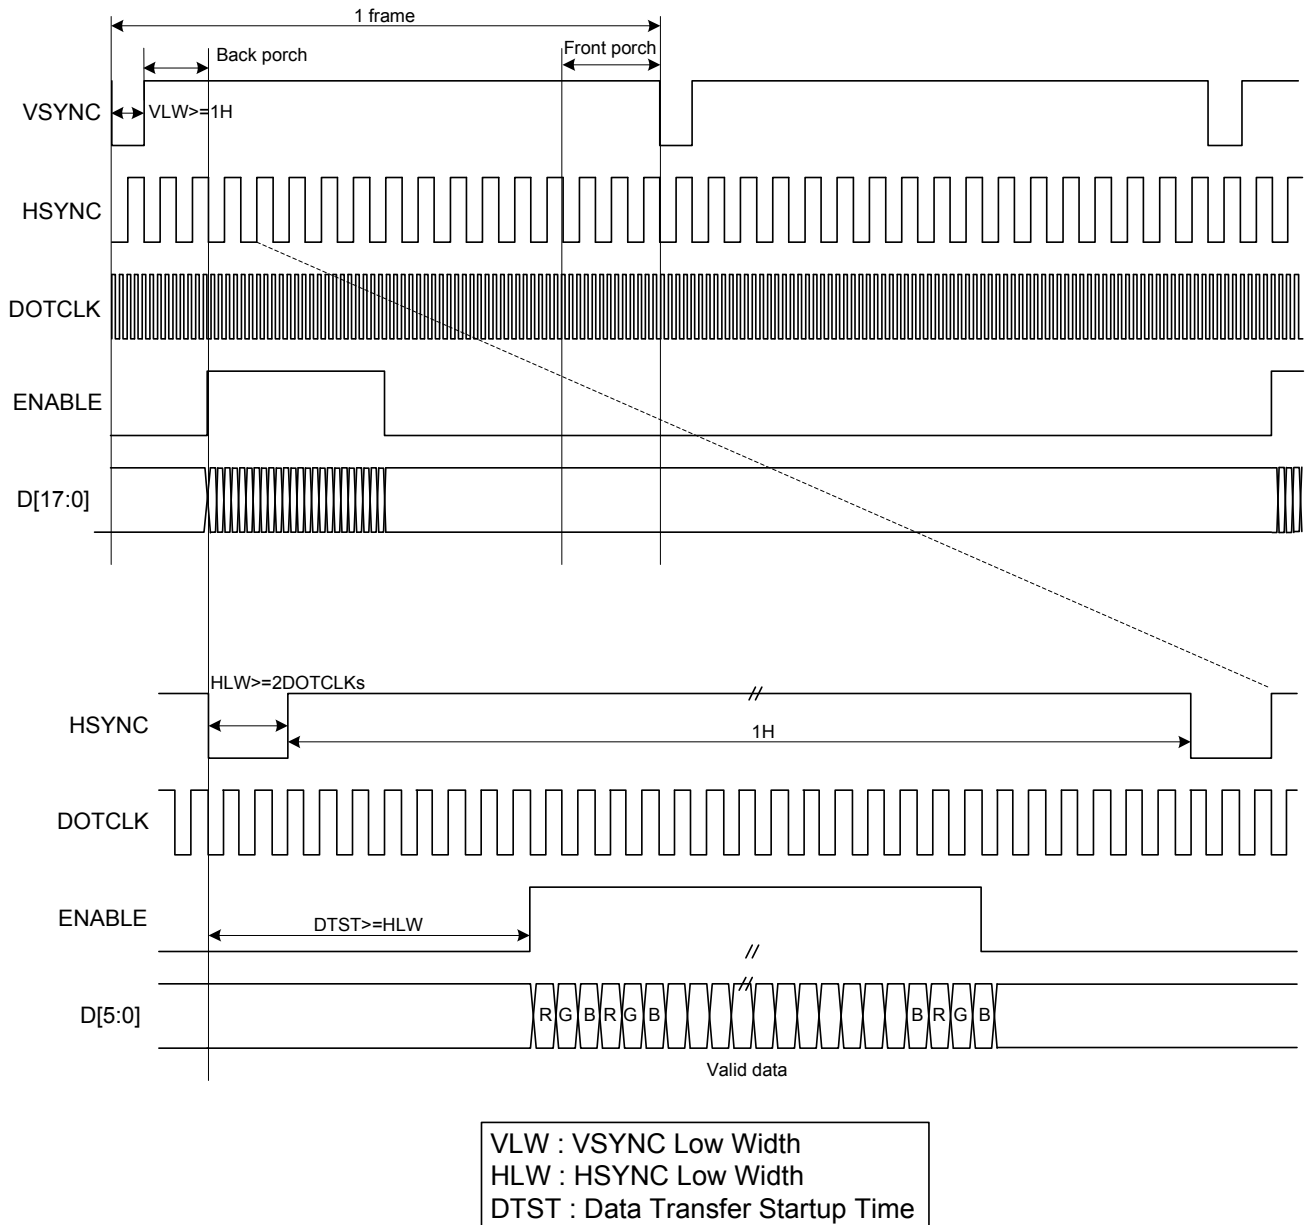 1 frame
Back porch
Front porch
VSYNC
VLW>=1H
HSYNC
DOTCLK
ENABLE
D[17:0]
HLW>=2DOTCLKs
//
HSYNC
1H
DOTCLK
ENABLE
DTST>=HLW
//
//
D[5:0]
R G B R G B B R G B
Valid data
VLW : VSYNC Low Width
HLW : HSYNC Low Width
DTST : Data Transfer Startup Time